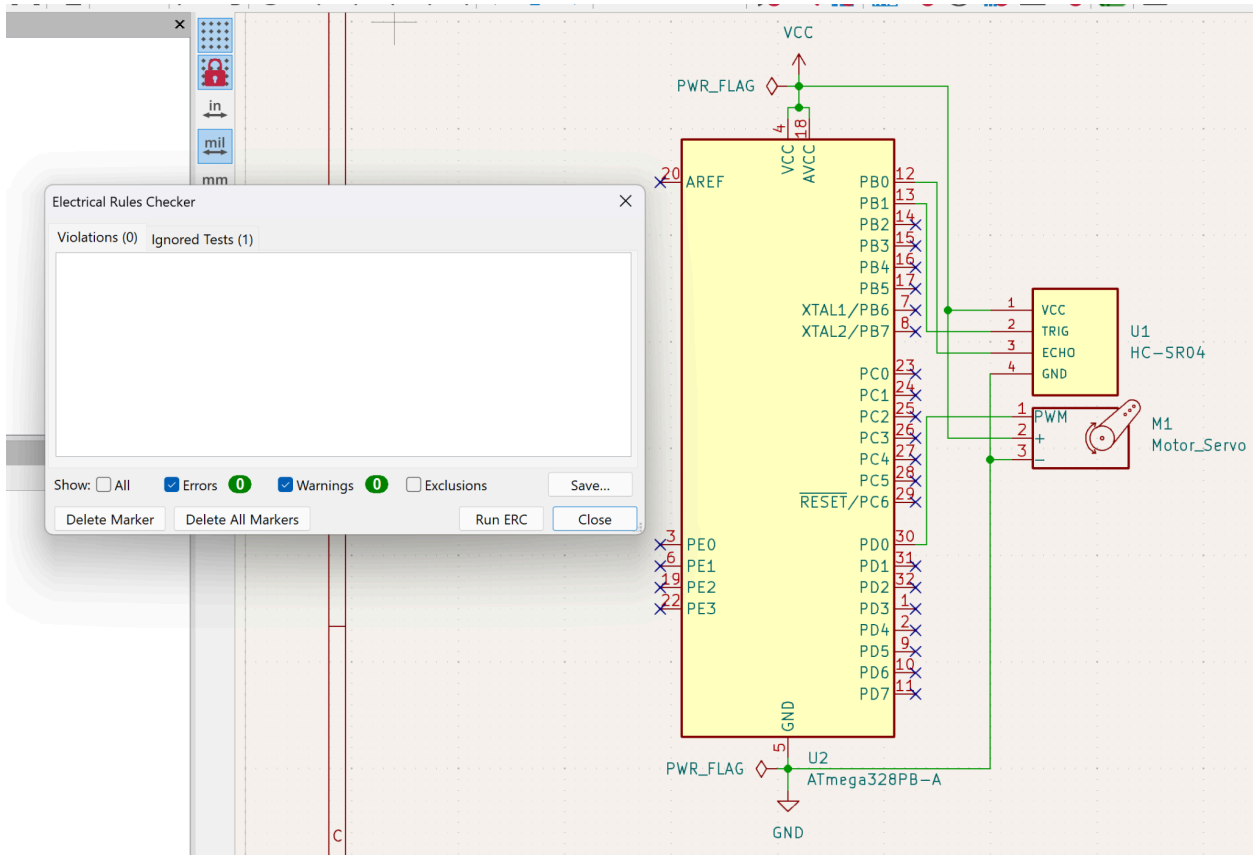 in
mil
mm
Electrical Rules Checker
Violations (0) Ignored Tests (1)
Show: All Errors 0 Warnings 0 Exclusions Save...
Delete Marker Delete All Markers Run ERC Close
C
VCC
PWR_FLAG
4 18
VCC AVCC
20 AREF
PB0 12
PB1 13
PB2 14
PB3 15
PB4 16
PB5 17
XTAL1/PB6 7
XTAL2/PB7 8
PC0 23
PC1 24
PC2 25
PC3 26
PC4 27
PC5 28
RESET/PC6 29
3 PE0
6 PE1
19 PE2
22 PE3
PD0 30
PD1 31
PD2 32
PD3 1
PD4 2
PD5 9
PD6 10
PD7 11
GND
5
U2
ATmega328PB-A
PWR_FLAG
GND
1 VCC
2 TRIG
3 ECHO
4 GND
U1
HC-SR04
1 PWM
2 +
3 -
M1
Motor_Servo